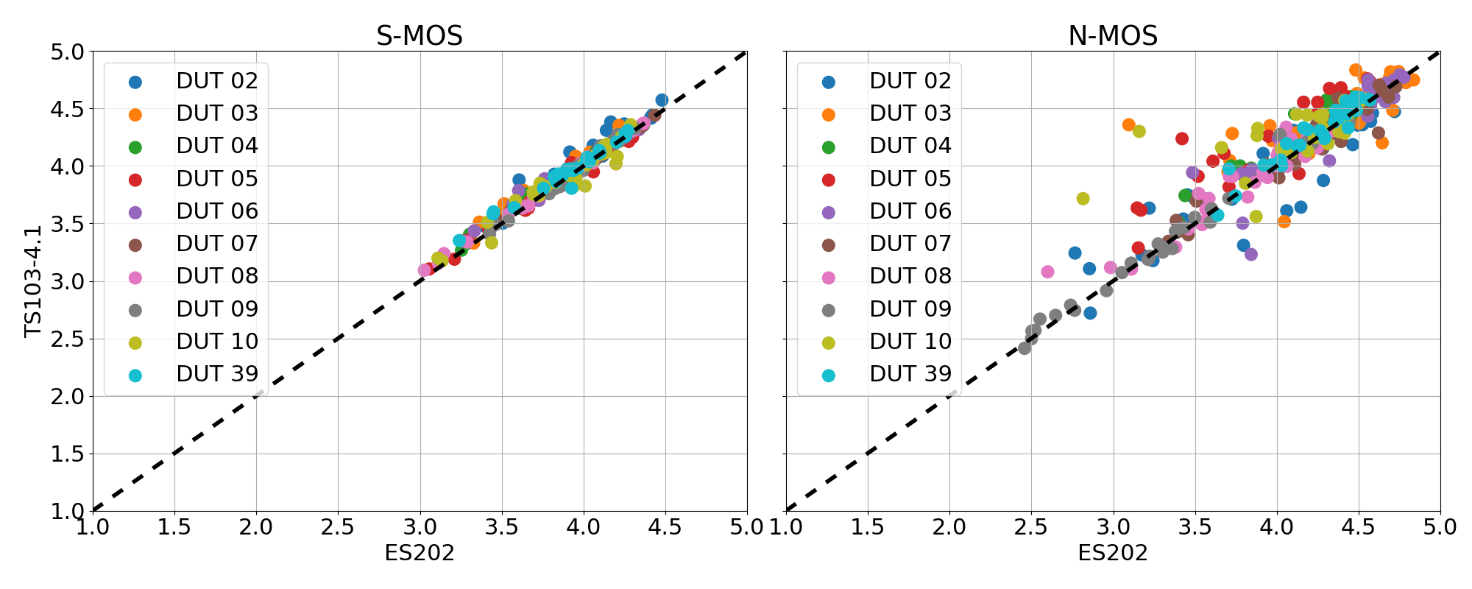 S-MOS
N-MOS
TS103-4.1
5.0
4.5
4.0
3.5
3.0
2.5
2.0
1.5
1.0
DUT 02
DUT 03
DUT 04
DUT 05
DUT 06
DUT 07
DUT 08
DUT 09
DUT 10
DUT 39
1.0 1.5 2.0 2.5 3.0 3.5 4.0 4.5 5.0
ES202
DUT 02
DUT 03
DUT 04
DUT 05
DUT 06
DUT 07
DUT 08
DUT 09
DUT 10
DUT 39
1.0 1.5 2.0 2.5 3.0 3.5 4.0 4.5 5.0
ES202